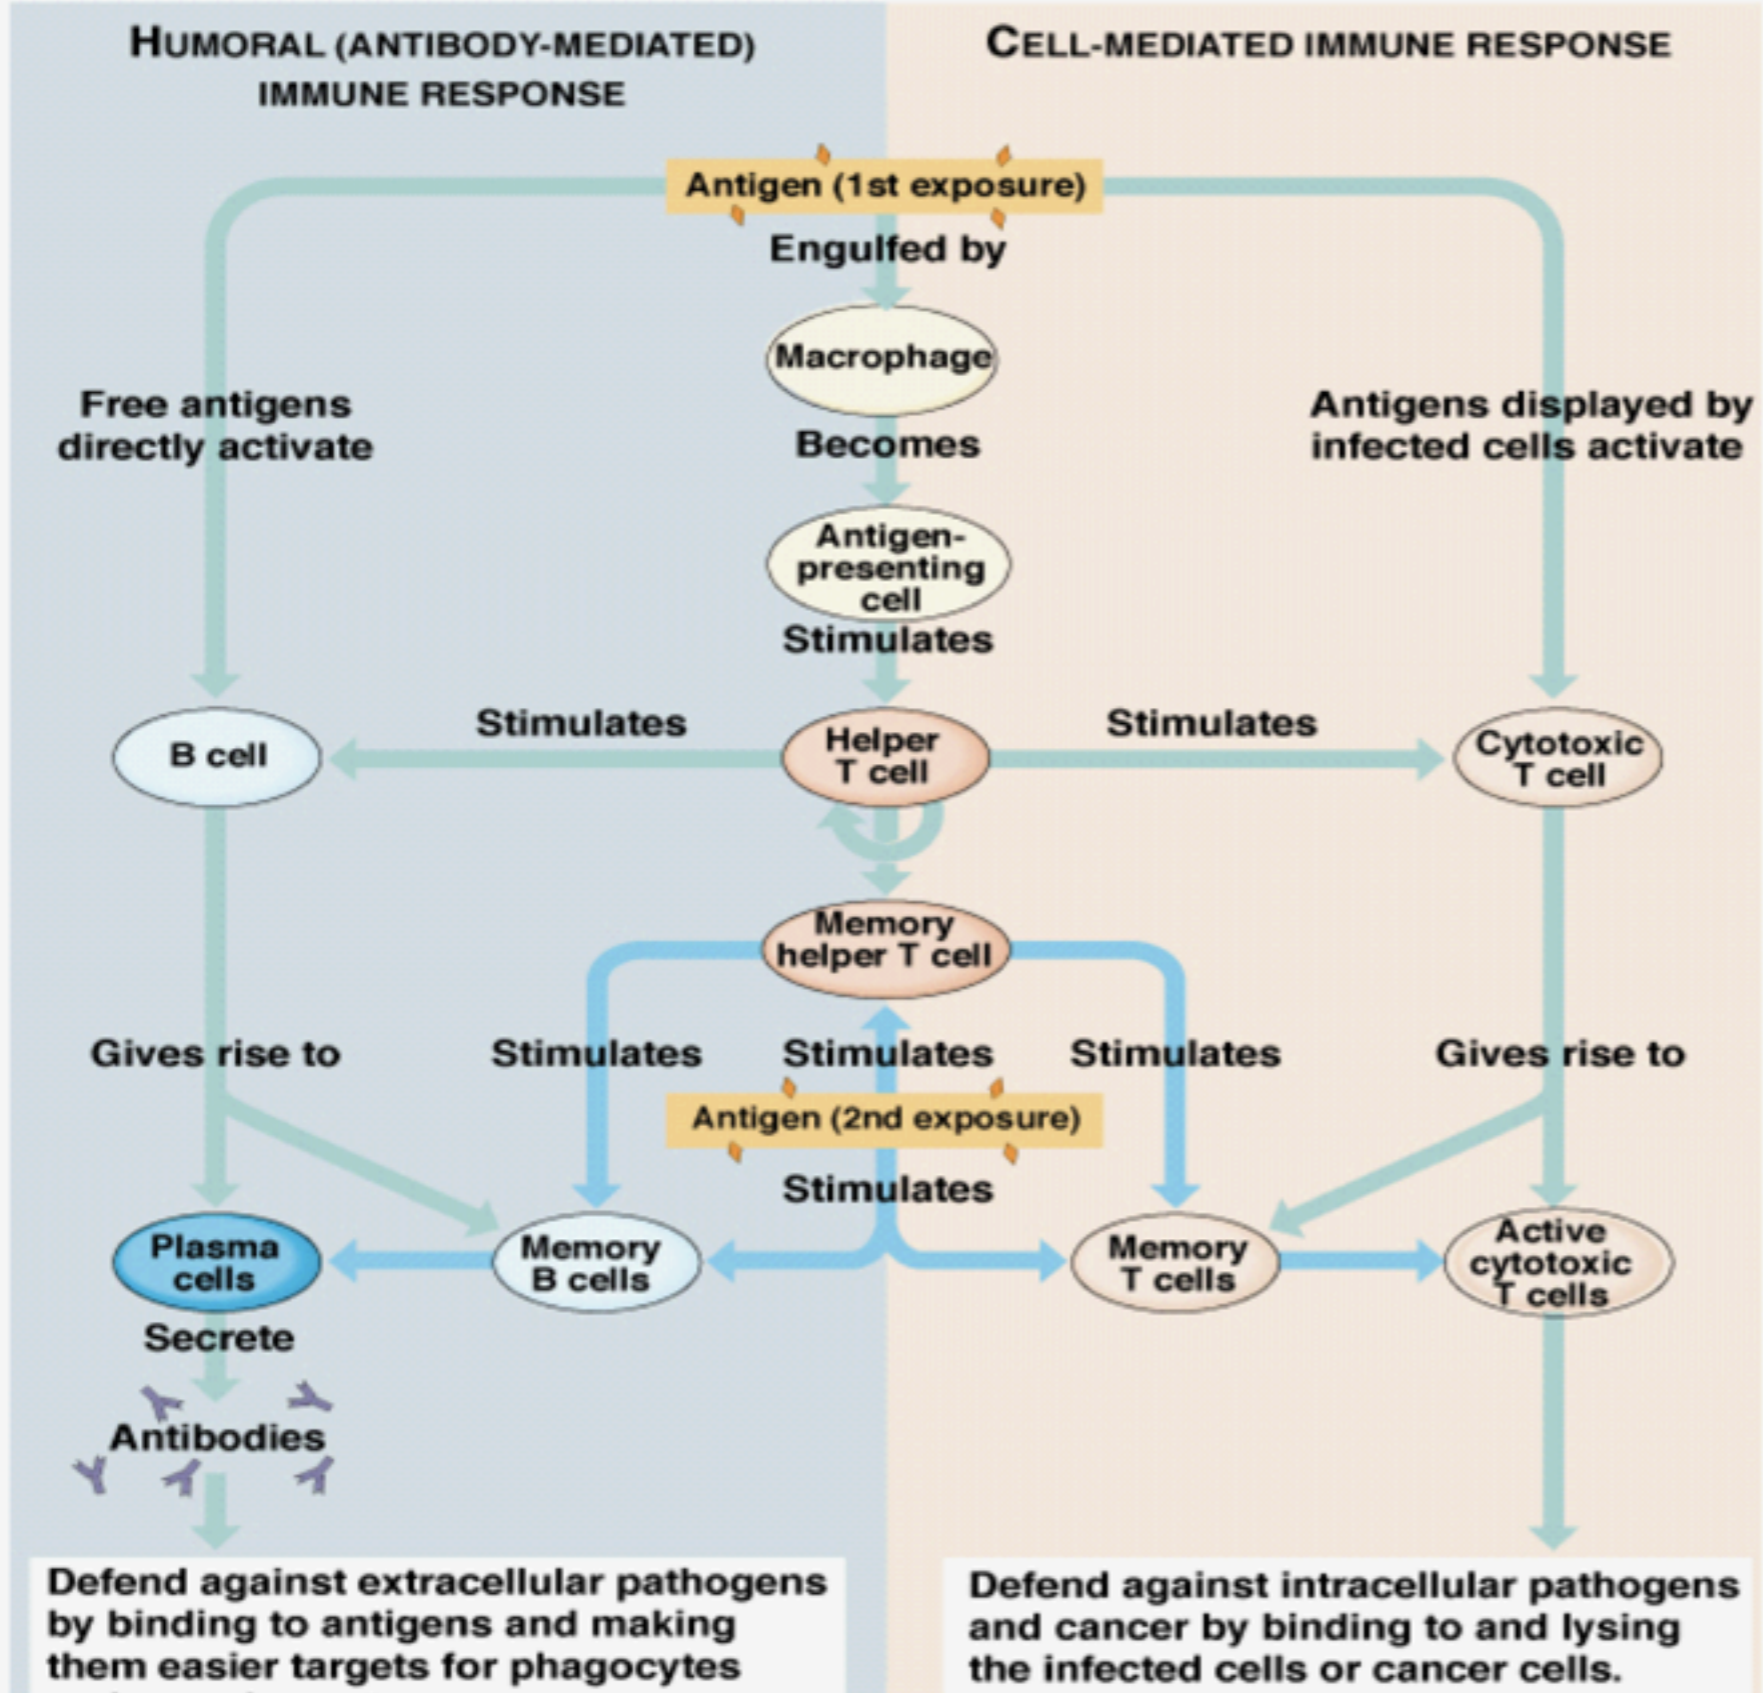 HUMORAL (ANTIBODY-MEDIATED)
IMMUNE RESPONSE
CELL-MEDIATED IMMUNE RESPONSE
Antigen (1st exposure)
Engulfed by
Macrophage
Free antigens
directly activate
Becomes
Antigens displayed by
infected cells activate
Antigen-
presenting
cell
Stimulates
B cell
Stimulates
Helper
T cell
Stimulates
Cytotoxic
T cell
Memory
helper T cell
Gives rise to
Stimulates
Stimulates
Stimulates
Gives rise to
Antigen (2nd exposure)
Stimulates
Plasma
cells
Memory
B cells
Memory
T cells
Active
cytotoxic
T cells
Secrete
Antibodies
Defend against extracellular pathogens
by binding to antigens and making
them easier targets for phagocytes
Defend against intracellular pathogens
and cancer by binding to and lysing
the infected cells or cancer cells.